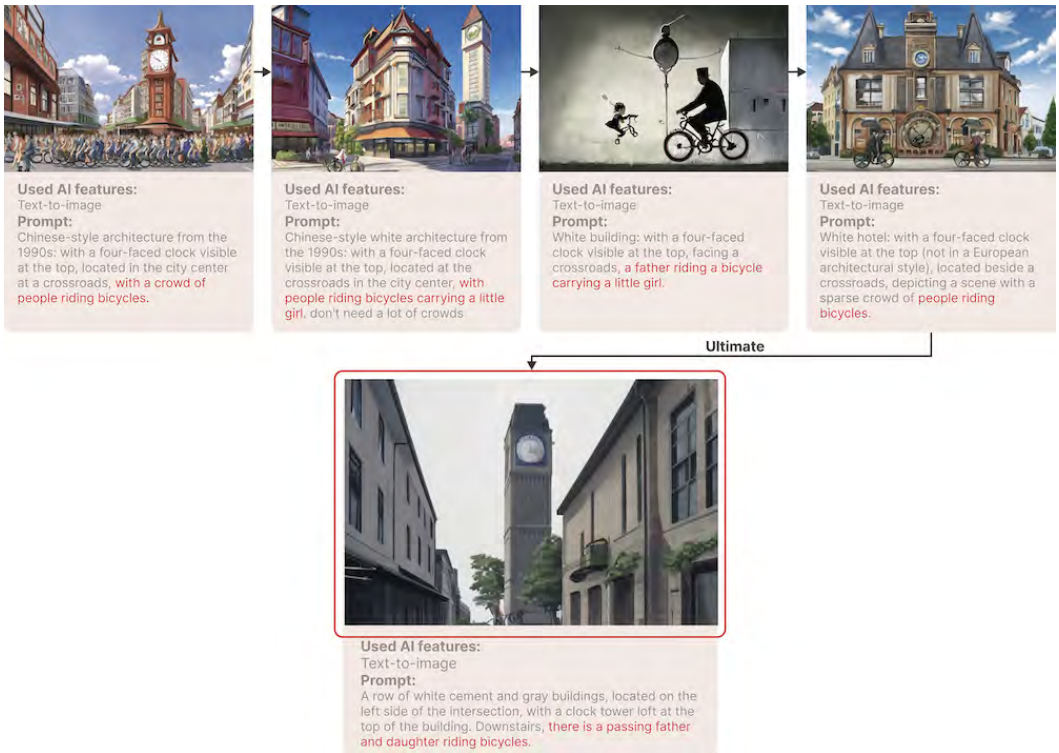 Used AI features:
Text-to-image
Prompt:
Chinese-style architecture from the
1990s: with a four-faced clock visible
at the top, located in the city center
at a crossroads, with a crowd of
people riding bicycles.
Used AI features:
Text-to-image
Prompt:
Chinese-style white architecture from
the 1990s: with a four-faced clock
visible at the top, located at the
crossroads in the city center, with
people riding bicycles carrying a little
girl, don't need a lot of crowds
Used AI features:
Text-to-image
Prompt:
White building: with a four-faced
clock visible at the top, facing a
crossroads, a father riding a bicycle
carrying a little girl.
Used AI features:
Text-to-image
Prompt:
White hotel: with a four-faced clock
visible at the top (not in a European
architectural style), located beside a
crossroads, depicting a scene with a
sparse crowd of people riding
bicycles.
Ultimate
Used AI features:
Text-to-image
Prompt:
A row of white cement and gray buildings, located on the
left side of the intersection, with a clock tower loft at the
top of the building. Downstairs, there is a passing father
and daughter riding bicycles.